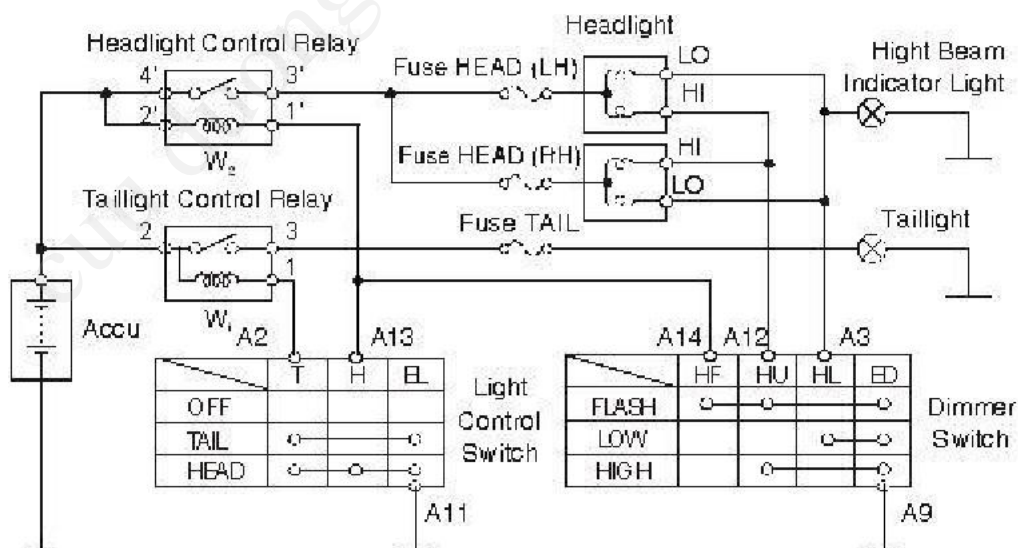 Headlight
Headlight Control Relay
LO
Hight Beam
Indicator Light
4'
3'
Fuse HEAD (LH)
HI
2'
1'
W2
Fuse HEAD (RH)
HI
LO
Taillight Control Relay
2
3
Fuse TAIL
Taillight
1
W1
Accu
A2
A13
A14
A12
A3
T
H
EL
HF
HU
HL
ED
OFF
TAIL
HEAD
Light
Control
Switch
FLASH
LOW
HIGH
Dimmer
Switch
A11
A9